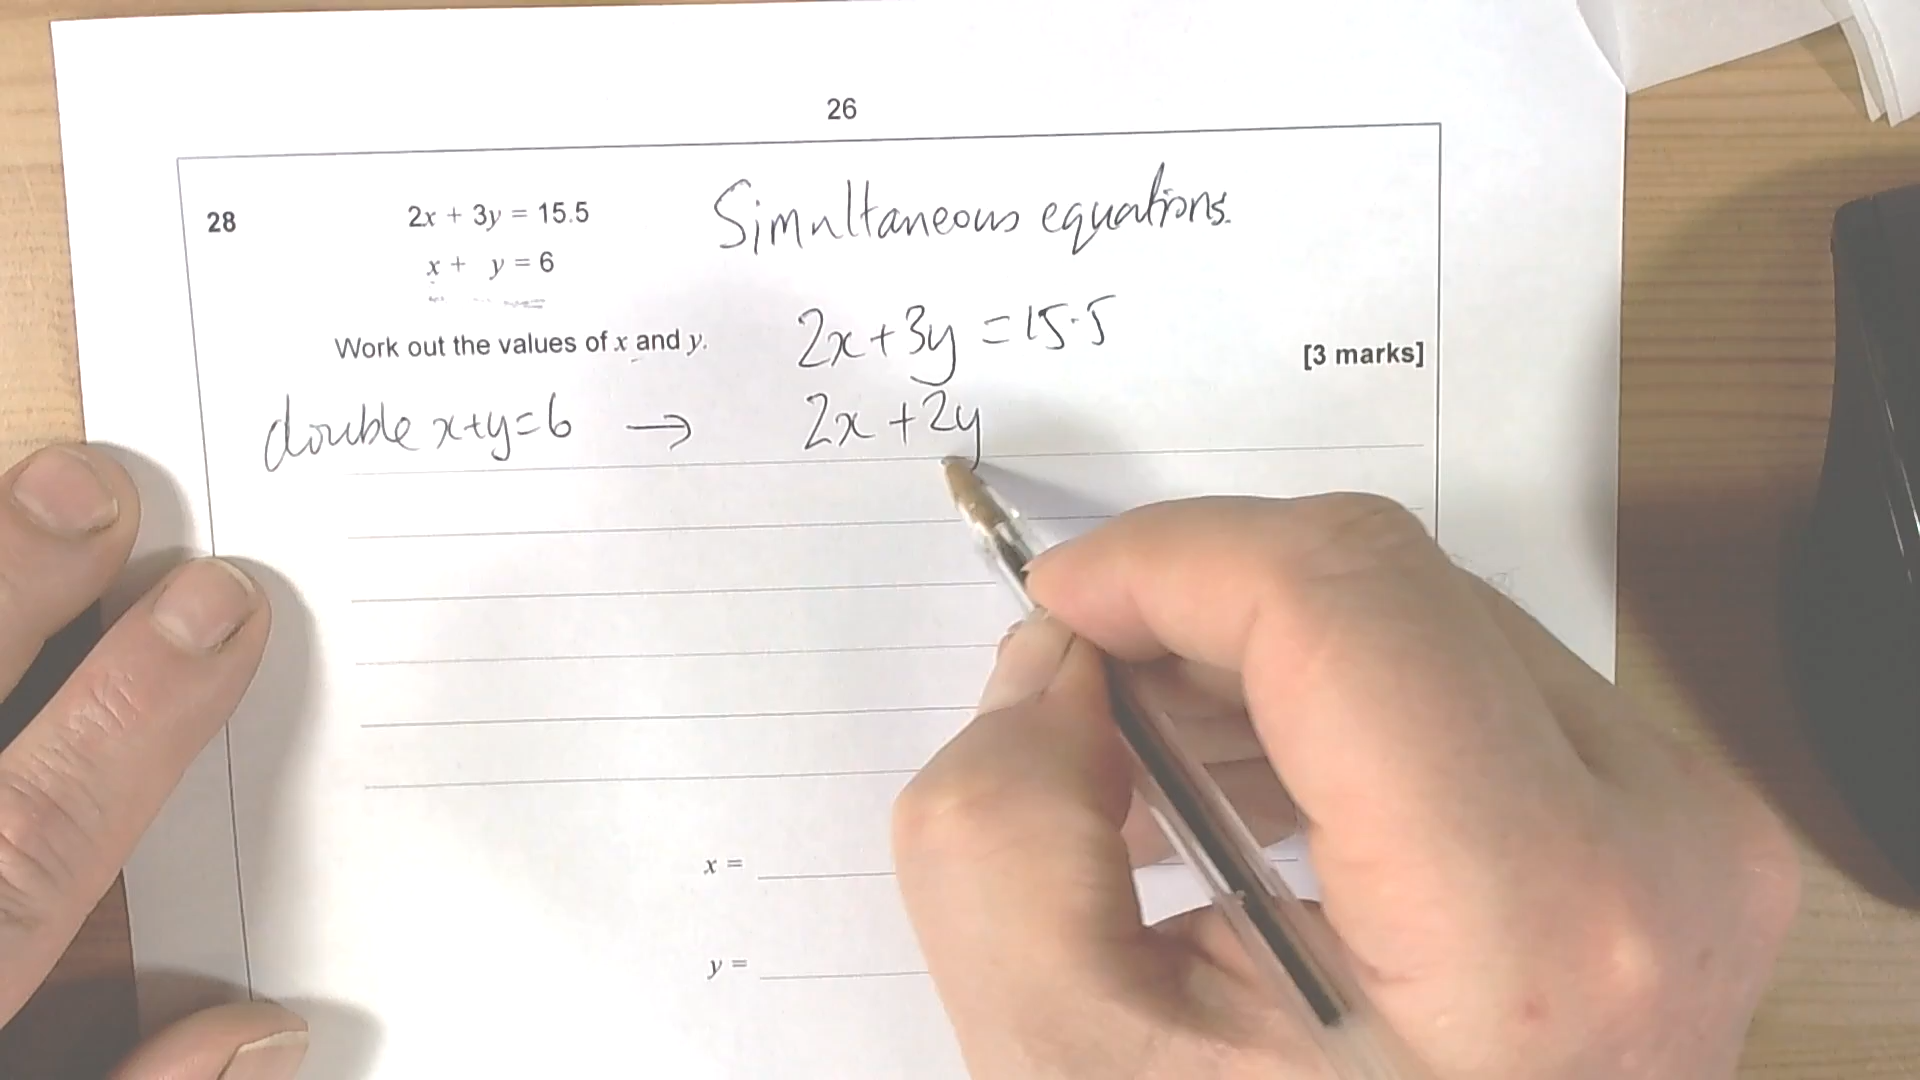 26
28 2x + 3y = 15.5 Simultaneous equations.
x + y = 6
2x + 3y = 15.5
Work out the values of x and y.
[3 marks]
double x+y=6 → 2x + 2y
x =
y =